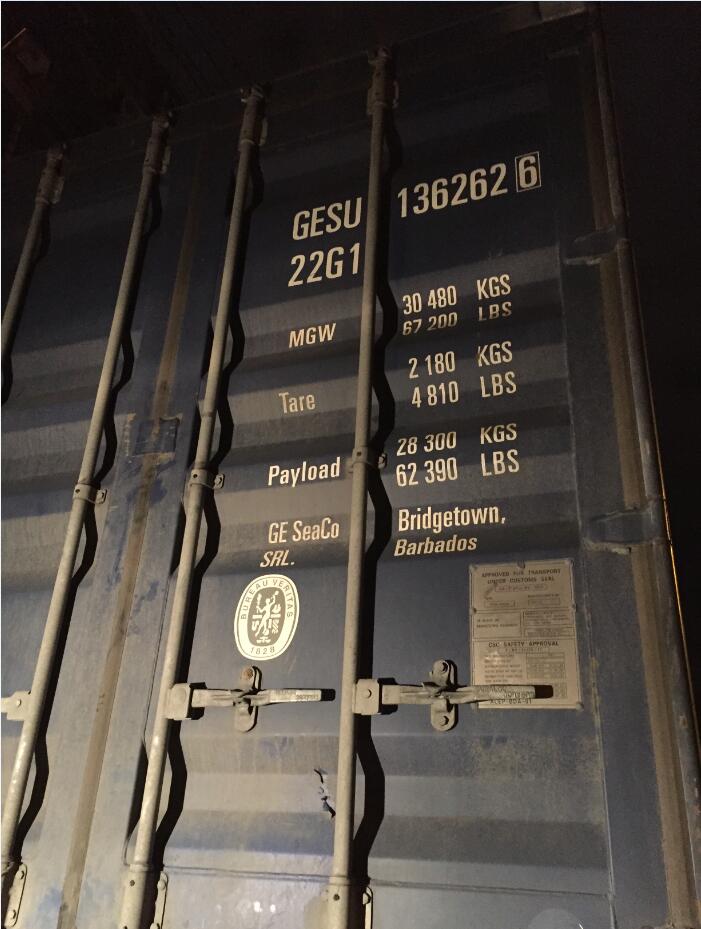 GESU 136262 6
22G1
MGW 30 480 KGS
67 200 LBS
Tare 2 180 KGS
4 810 LBS
Payload 28 300 KGS
62 390 LBS
GE SeaCo Bridgetown,
SRL. Barbados
BUREAU VERITAS
1828
APPROVED FOR TRANSPORT
UNDER CUSTOMS SEAL
CSC SAFETY APPROVAL